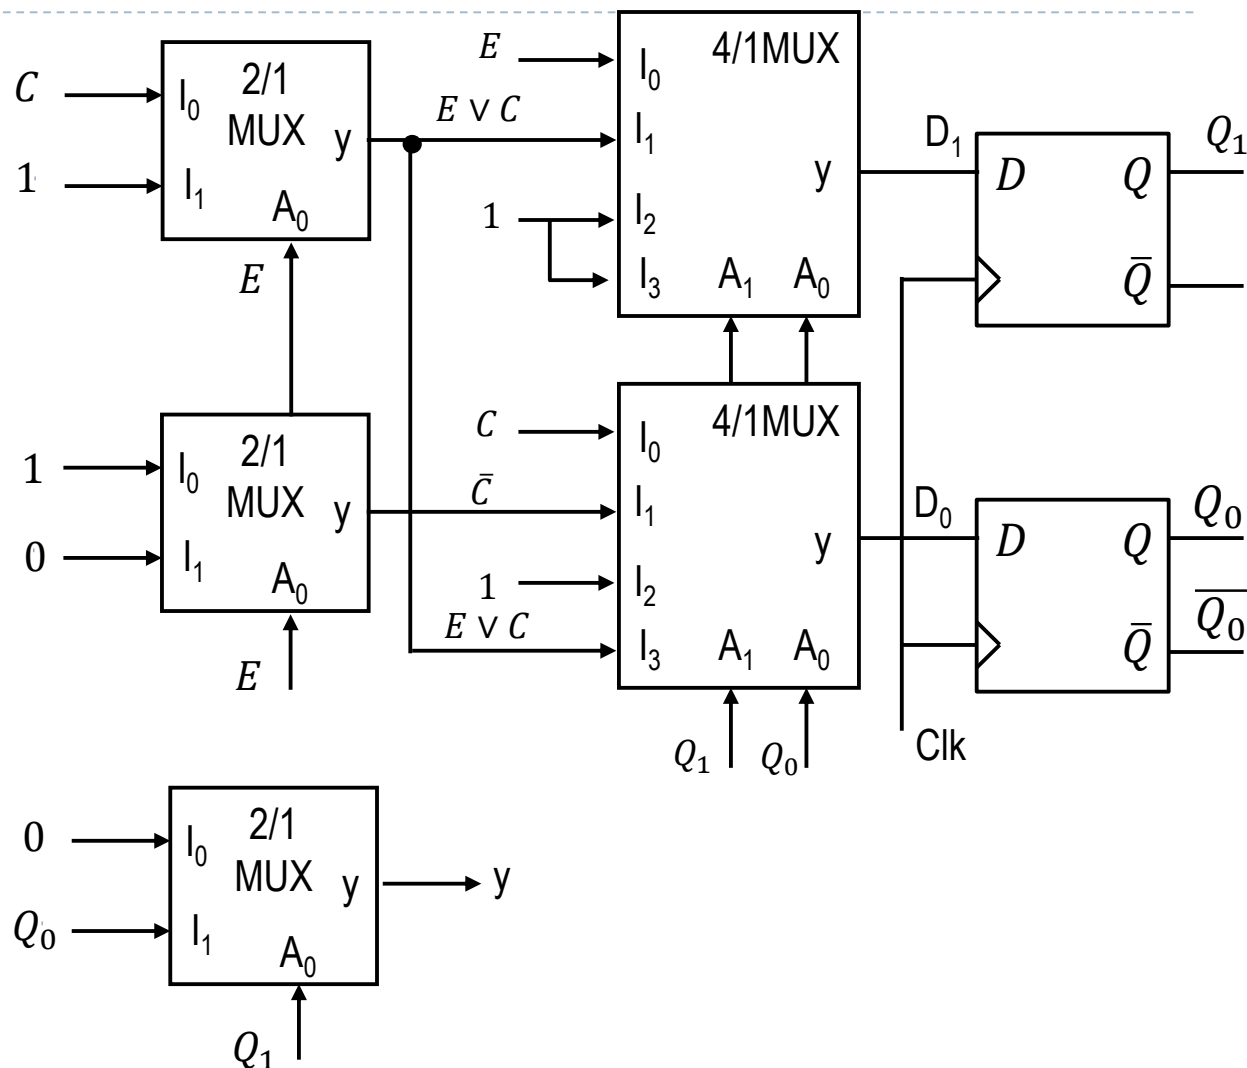 C
1
I₀
I₁
2/1
MUX
y
A₀
E
E ∨ C
E
1
I₀
I₁
I₂
I₃
4/1MUX
y
A₁ A₀
D₁
D Q
Q̅
Q₁
1
0
I₀
I₁
2/1
MUX
y
A₀
E
C̅
C
1
E ∨ C
I₀
I₁
I₂
I₃
4/1MUX
y
A₁ A₀
Q₁ Q₀
D₀
D Q
Q̅
Q₀
Q̅₀
Clk
0
Q₀
I₀
I₁
2/1
MUX
y
A₀
Q₁
y